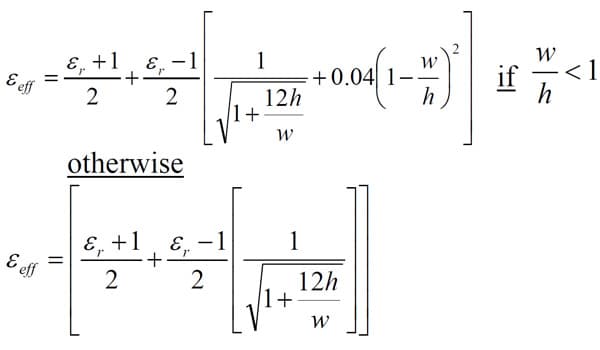 ε_eff = (ε_r + 1)/2 + (ε_r − 1)/2 [ 1/√(1 + 12h/w) + 0.04(1 − w/h)² ] if w/h < 1
otherwise
ε_eff = [ (ε_r + 1)/2 + (ε_r − 1)/2 [ 1/√(1 + 12h/w) ] ]